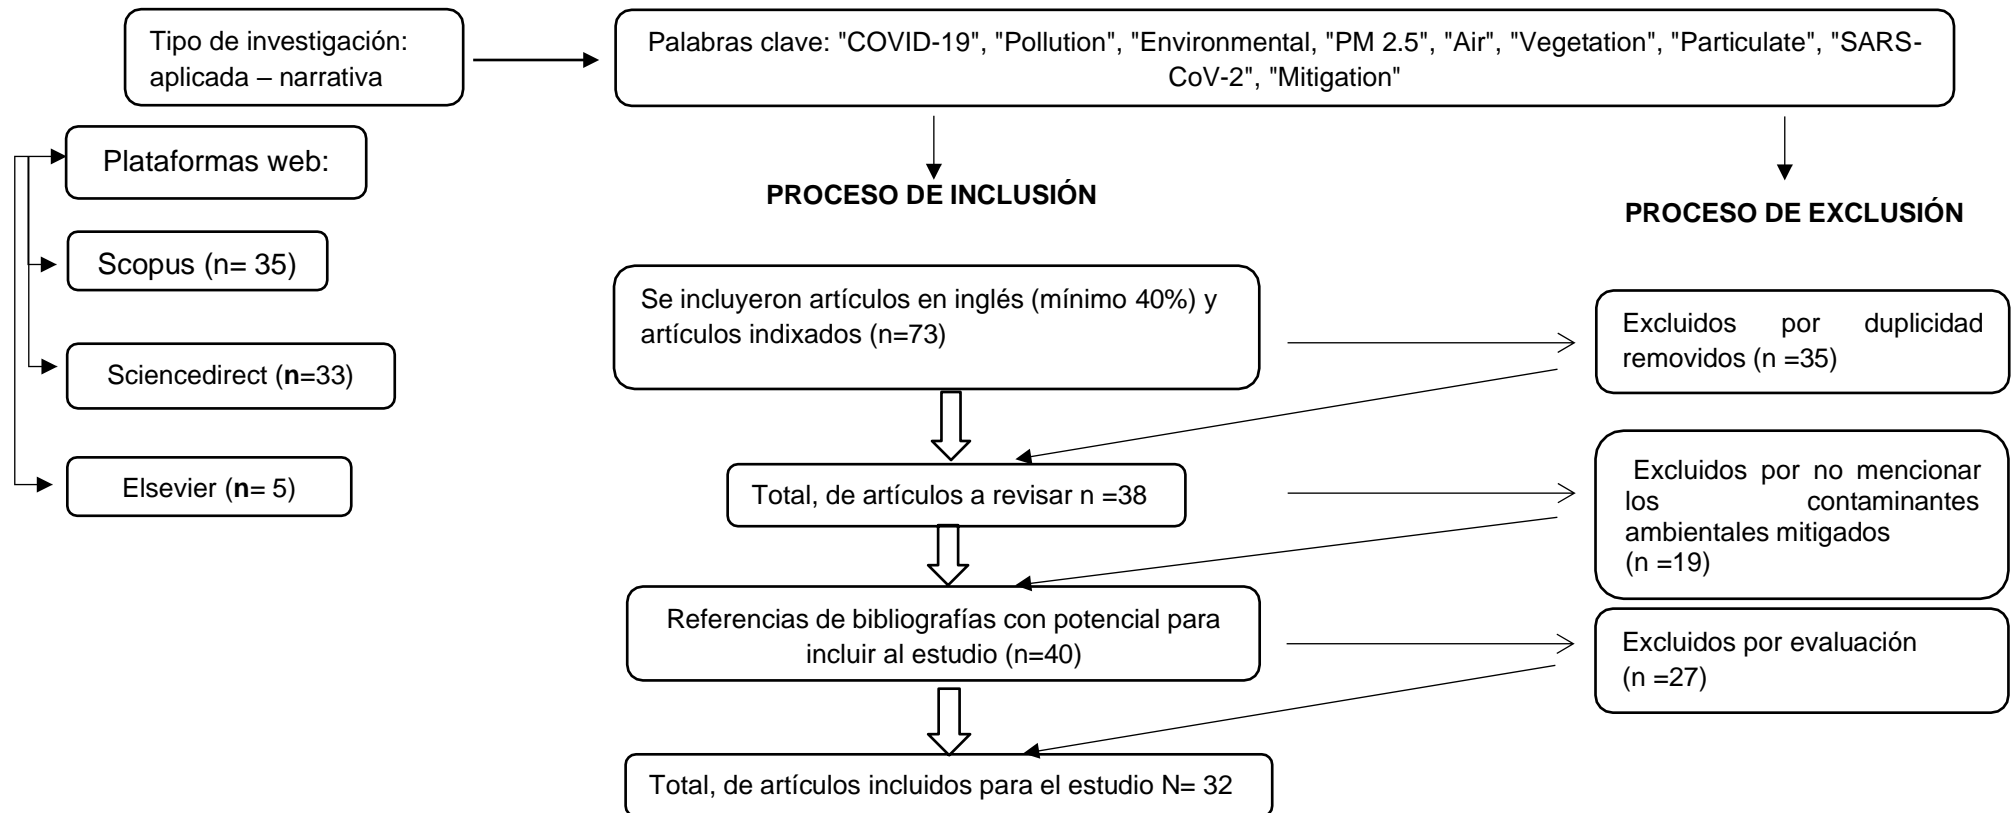 Tipo de investigación:
aplicada – narrativa
Palabras clave: "COVID-19", "Pollution", "Environmental, "PM 2.5", "Air", "Vegetation", "Particulate", "SARS-
CoV-2", "Mitigation"
Plataformas web:
Scopus (n= 35)
Sciencedirect (n=33)
Elsevier (n= 5)
PROCESO DE INCLUSIÓN
Se incluyeron artículos en inglés (mínimo 40%) y
artículos indixados (n=73)
Total, de artículos a revisar n =38
Referencias de bibliografías con potencial para
incluir al estudio (n=40)
Total, de artículos incluidos para el estudio N= 32
PROCESO DE EXCLUSIÓN
Excluidos por duplicidad
removidos (n =35)
Excluidos por no mencionar
los contaminantes
ambientales mitigados
(n =19)
Excluidos por evaluación
(n =27)